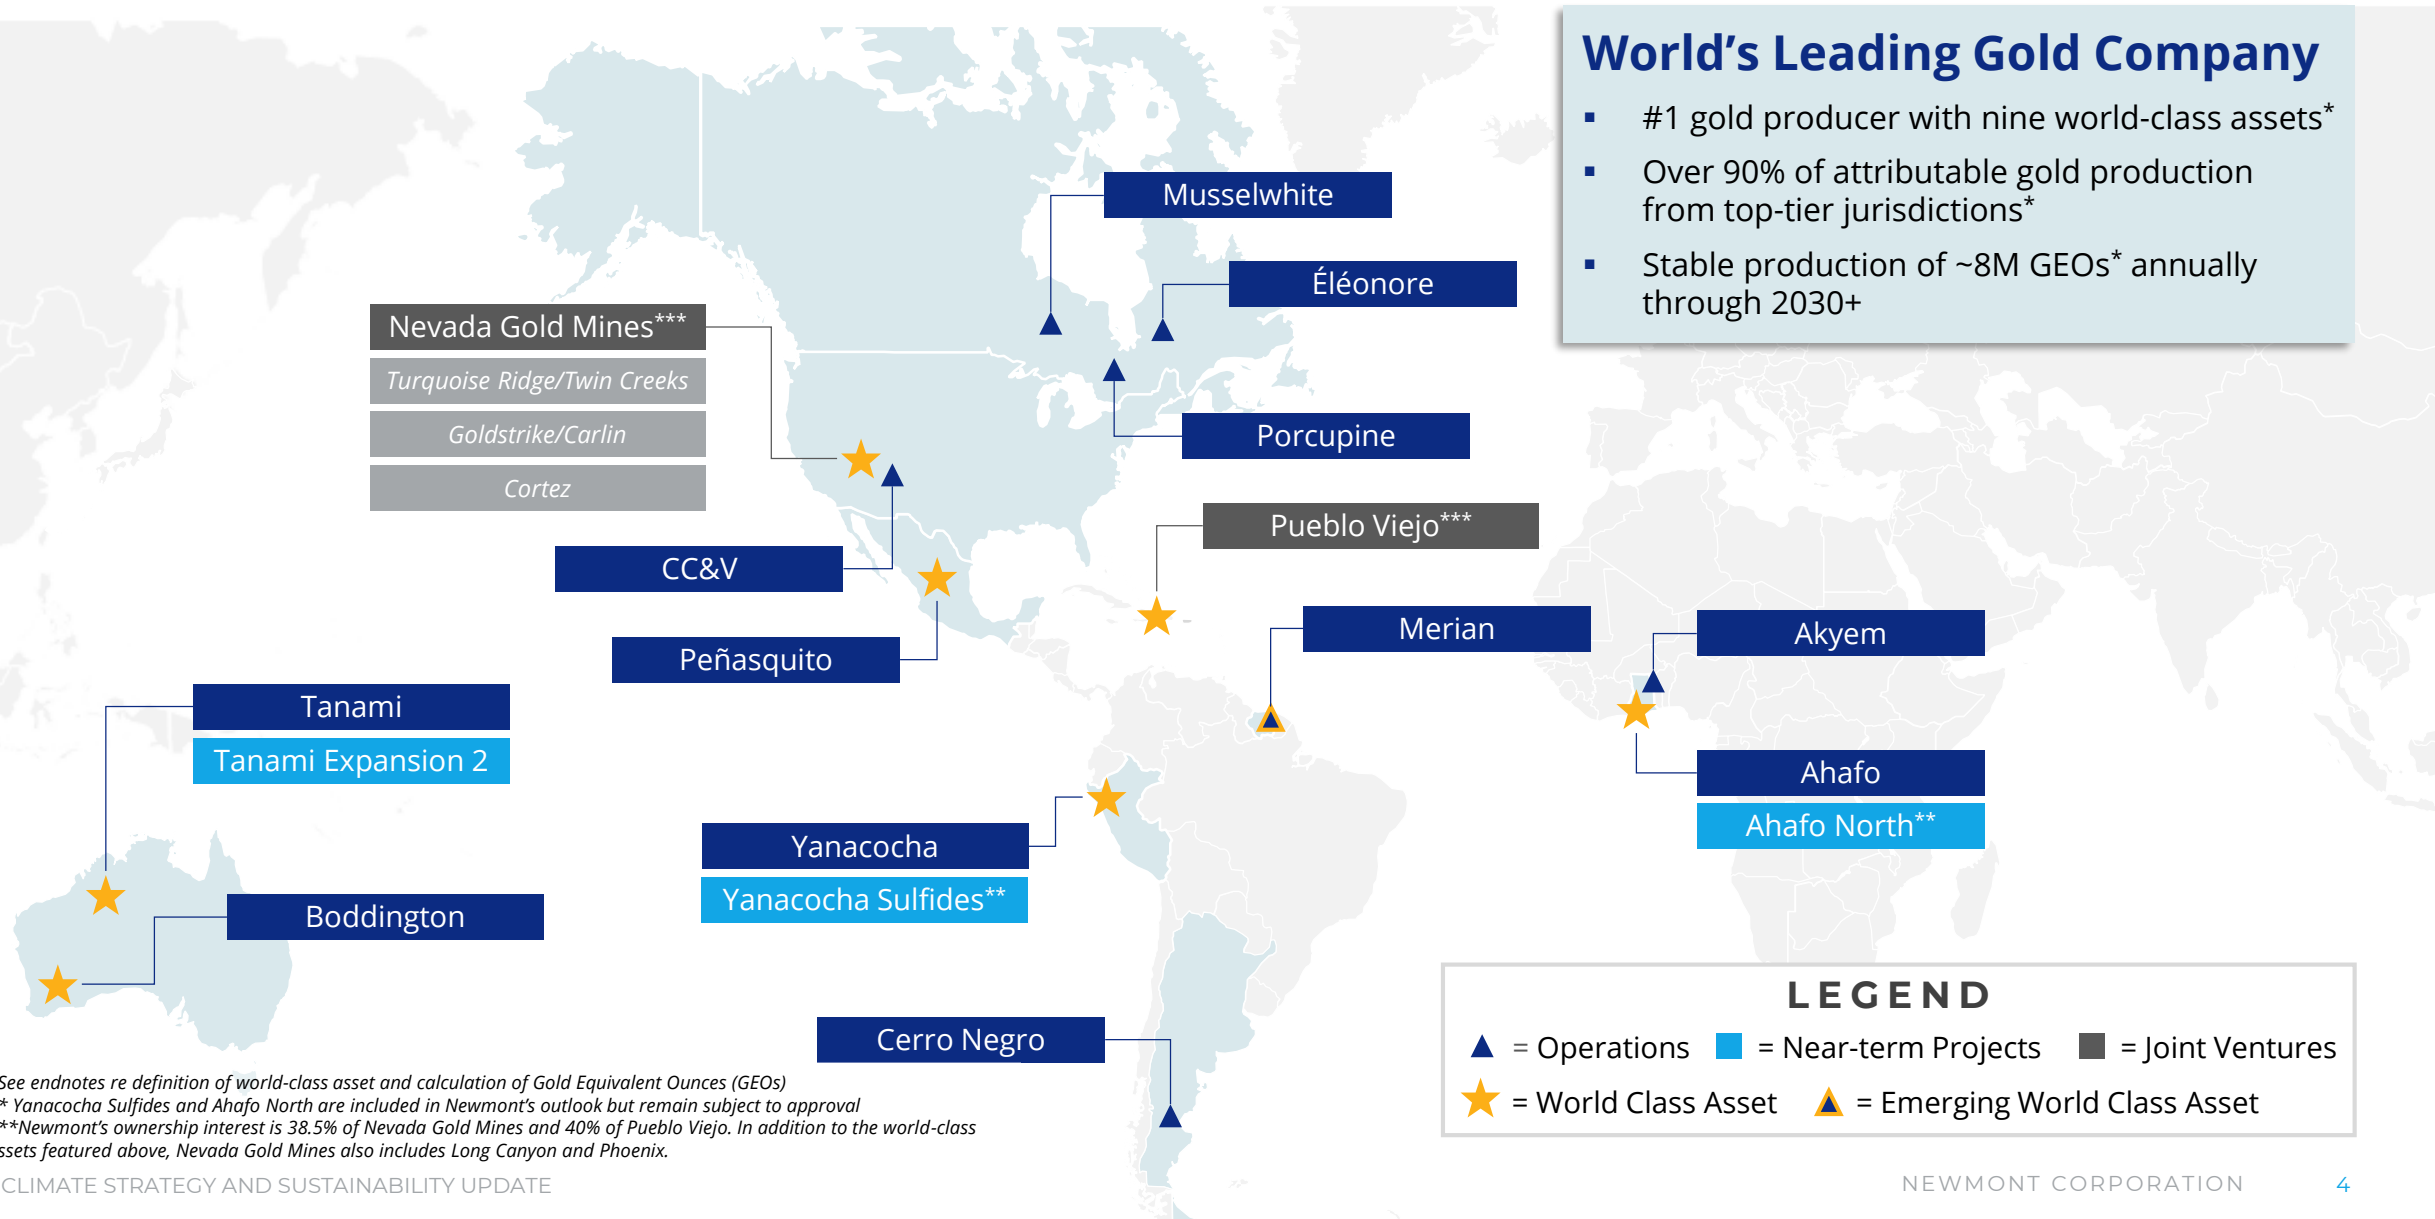 World's Leading Gold Company
▪ #1 gold producer with nine world-class assets*
▪ Over 90% of attributable gold production
from top-tier jurisdictions*
▪ Stable production of ~8M GEOs* annually
through 2030+
Musselwhite
Éléonore
Nevada Gold Mines***
Turquoise Ridge/Twin Creeks
Goldstrike/Carlin
Cortez
Porcupine
Pueblo Viejo***
CC&V
Peñasquito
Merian
Akyem
Tanami
Tanami Expansion 2
Ahafo
Ahafo North**
Yanacocha
Yanacocha Sulfides**
Boddington
Cerro Negro
LEGEND
= Operations = Near-term Projects = Joint Ventures
= World Class Asset = Emerging World Class Asset
See endnotes re definition of world-class asset and calculation of Gold Equivalent Ounces (GEOs)
* Yanacocha Sulfides and Ahafo North are included in Newmont's outlook but remain subject to approval
**Newmont's ownership interest is 38.5% of Nevada Gold Mines and 40% of Pueblo Viejo. In addition to the world-class
ssets featured above, Nevada Gold Mines also includes Long Canyon and Phoenix.
CLIMATE STRATEGY AND SUSTAINABILITY UPDATE
NEWMONT CORPORATION 4